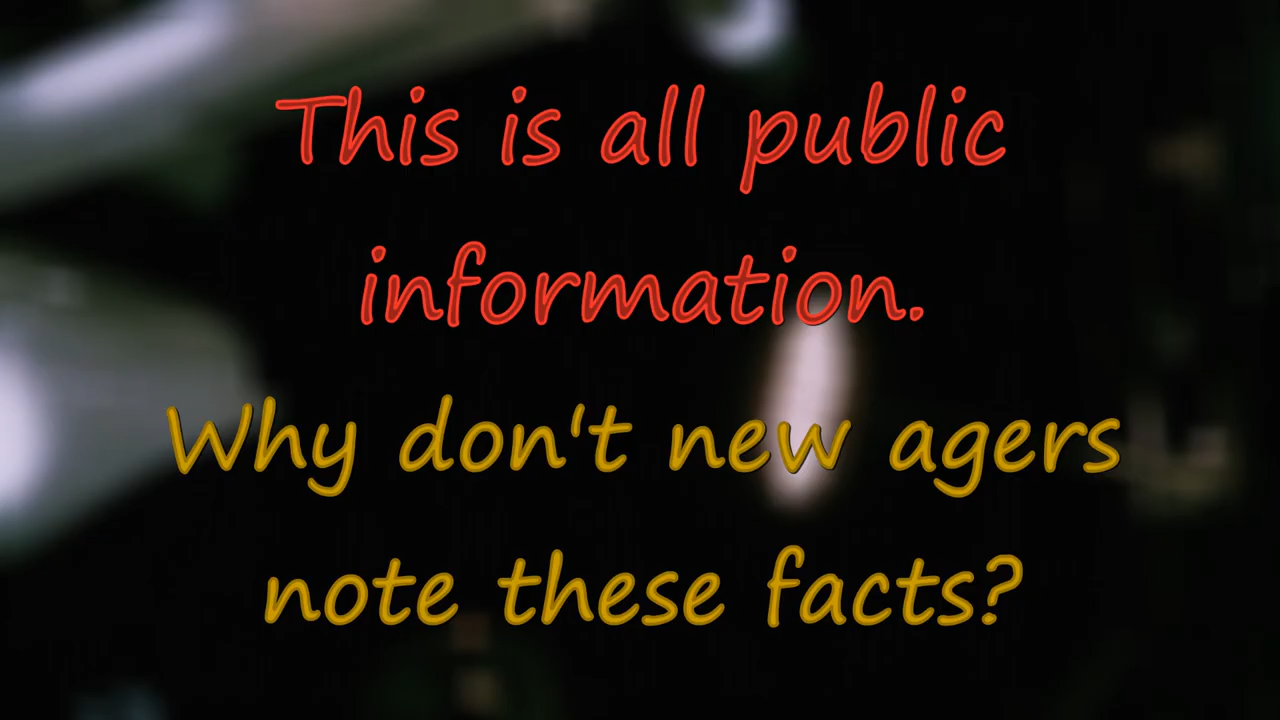 This is all public
information.
Why don't new agers
note these facts?